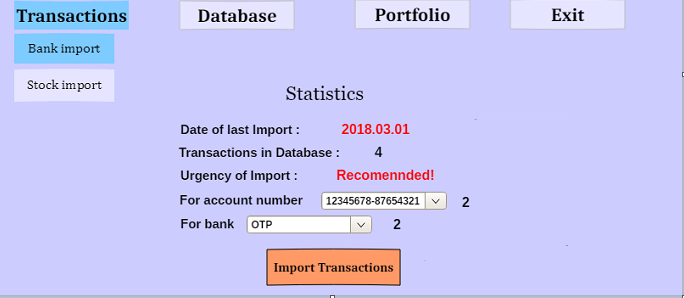 Transactions Database Portfolio Exit
Bank import
Stock import
Statistics
Date of last Import : 2018.03.01
Transactions in Database : 4
Urgency of Import : Recomennded!
For account number 12345678-87654321 2
For bank OTP 2
Import Transactions